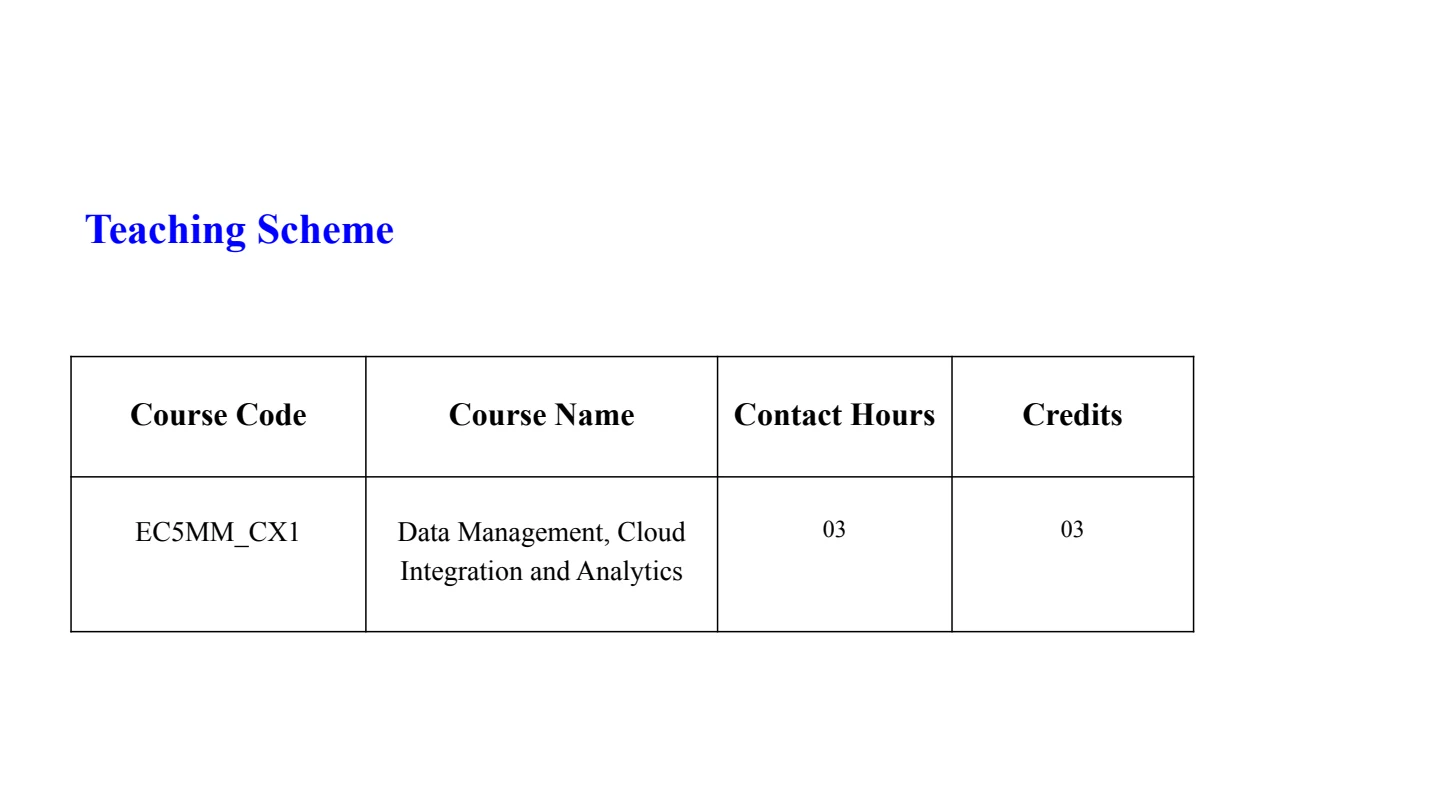 Teaching Scheme
Course Code
Course Name
Contact Hours
Credits
EC5MM_CX1
Data Management, Cloud
Integration and Analytics
03
03